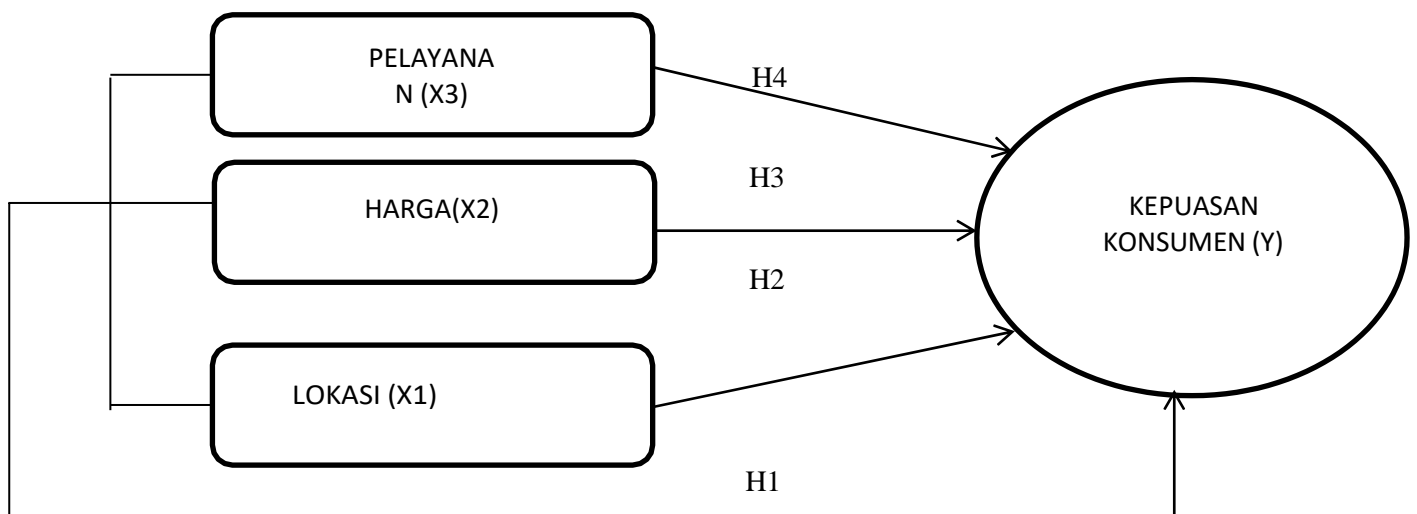 PELAYANA
N (X3)
H4
H3
HARGA(X2)
KEPUASAN
KONSUMEN (Y)
H2
LOKASI (X1)
H1